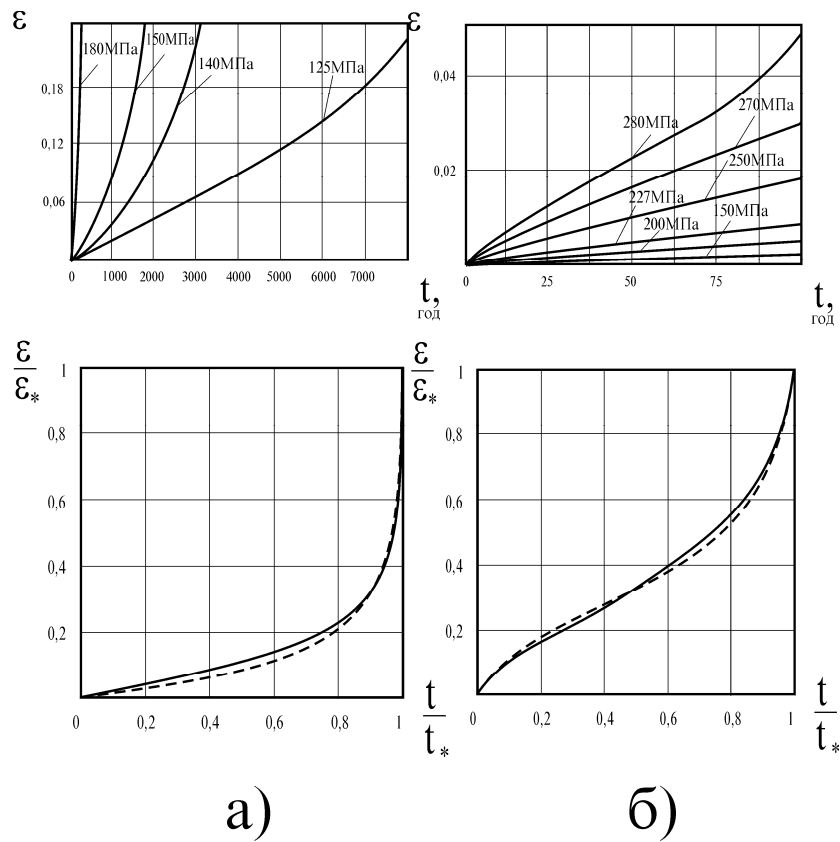 ε
180МПа
150МПа
140МПа
125МПа
0,18
0,12
0,06
0 1000 2000 3000 4000 5000 6000 7000
t, год
ε
0,04
0,02
280МПа
270МПа
250МПа
227МПа
200МПа
150МПа
0 25 50 75
t, год
ε
ε*
1
0,8
0,6
0,4
0,2
0 0,2 0,4 0,6 0,8 1
t
t*
ε
ε*
1
0,8
0,6
0,4
0,2
0 0,2 0,4 0,6 0,8 1
t
t*
а) б)